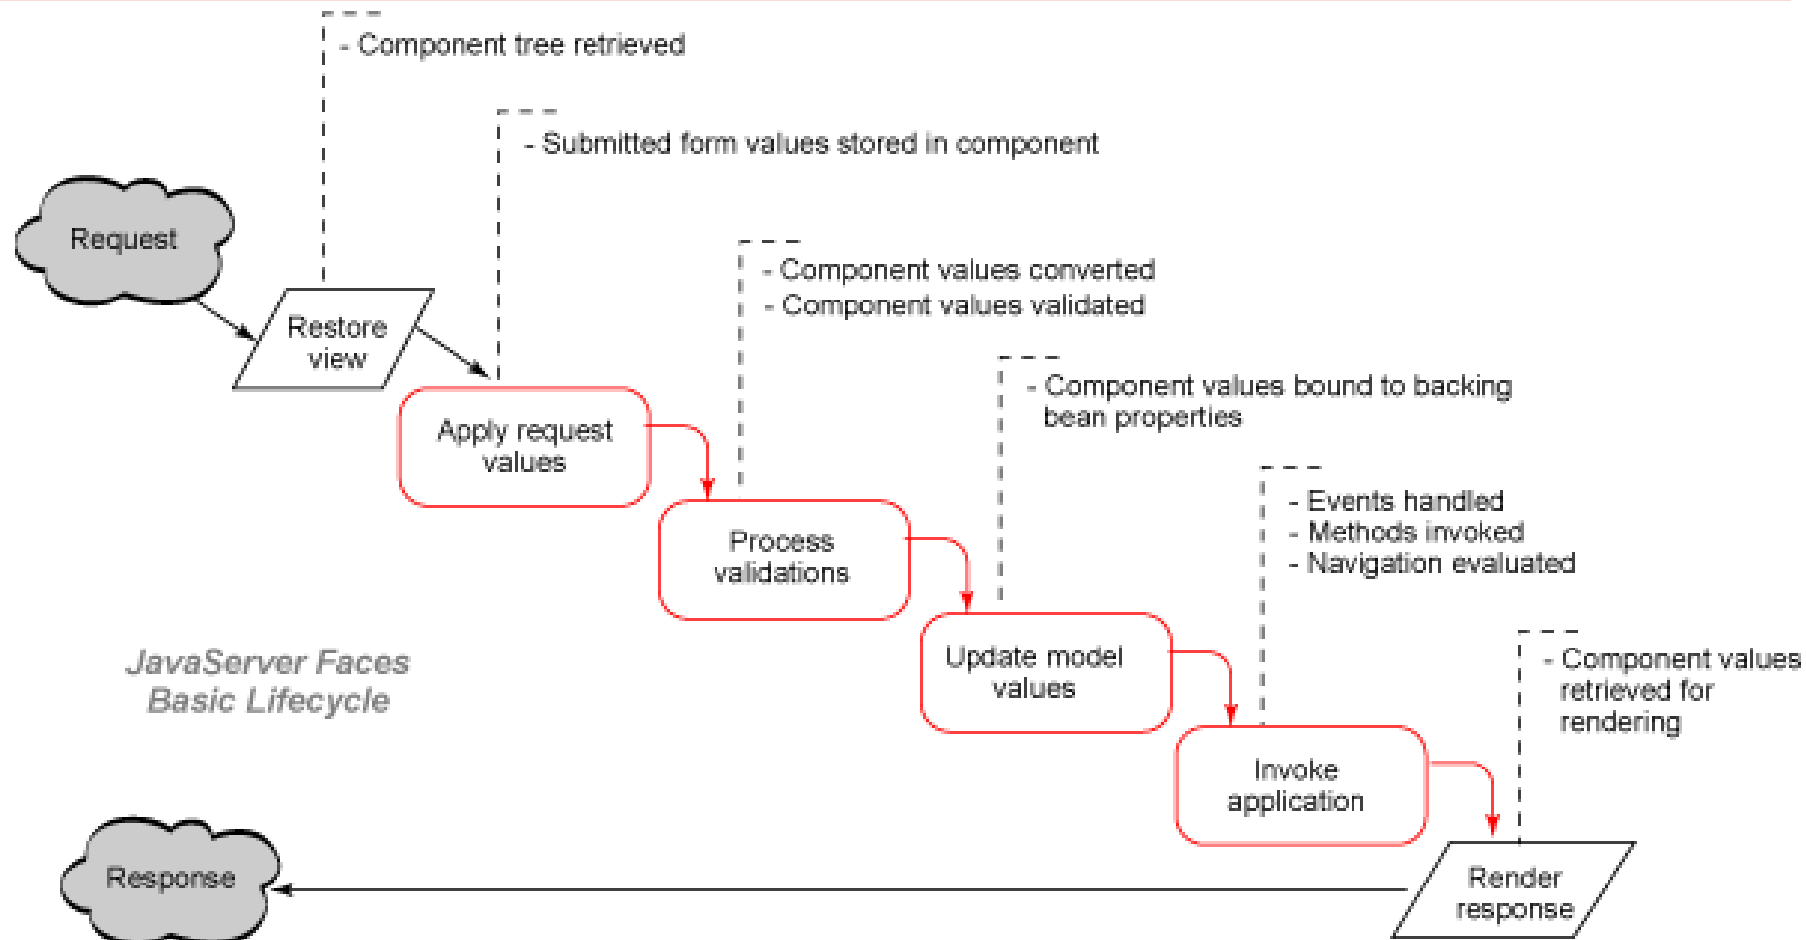 - Component tree retrieved
- Submitted form values stored in component
Request
- Component values converted
- Component values validated
Restore
view
- Component values bound to backing
bean properties
Apply request
values
- Events handled
- Methods invoked
- Navigation evaluated
Process
validations
JavaServer Faces
Basic Lifecycle
Update model
values
- Component values
retrieved for
rendering
Invoke
application
Response
Render
response